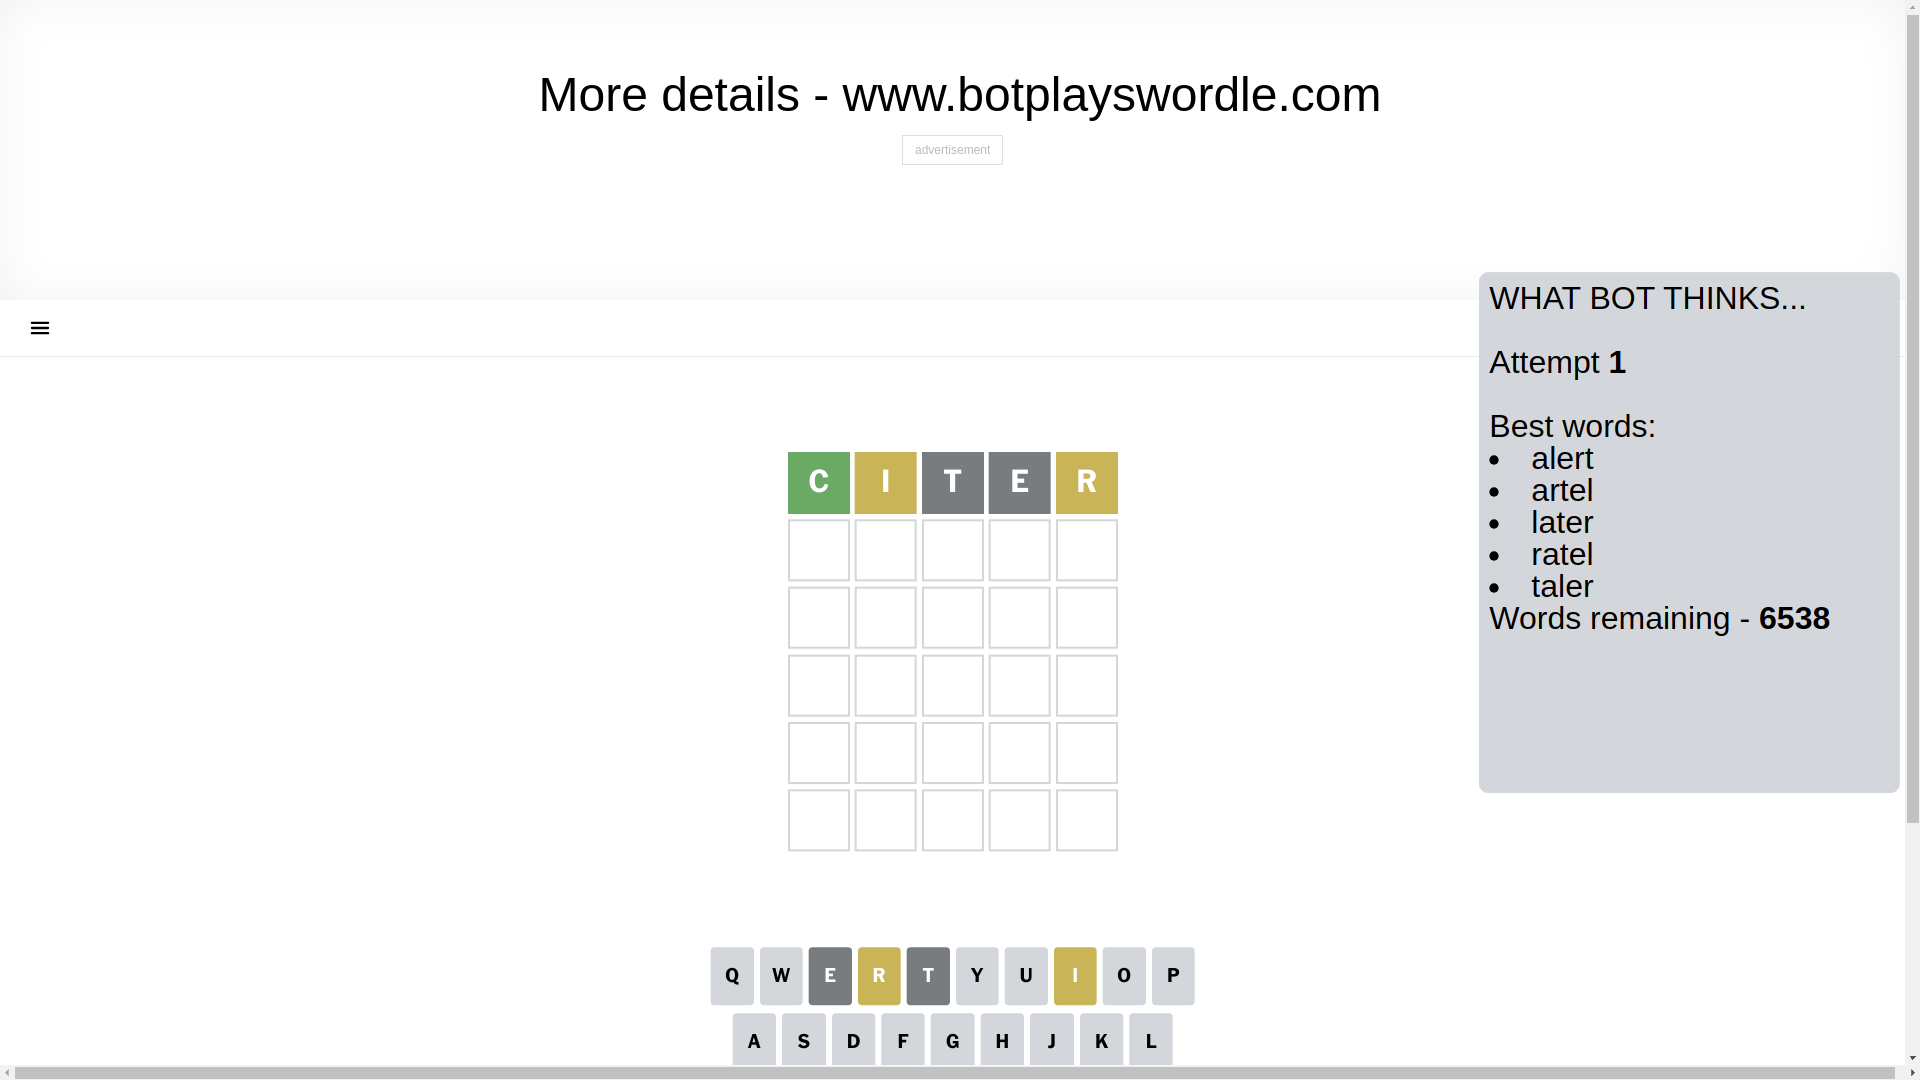 More details - www.botplayswordle.com
advertisement
WHAT BOT THINKS...
Attempt 1
Best words:
alert
artel
later
ratel
taler
Words remaining - 6538
C I T E R
Q W E R T Y U I O P
A S D F G H J K L